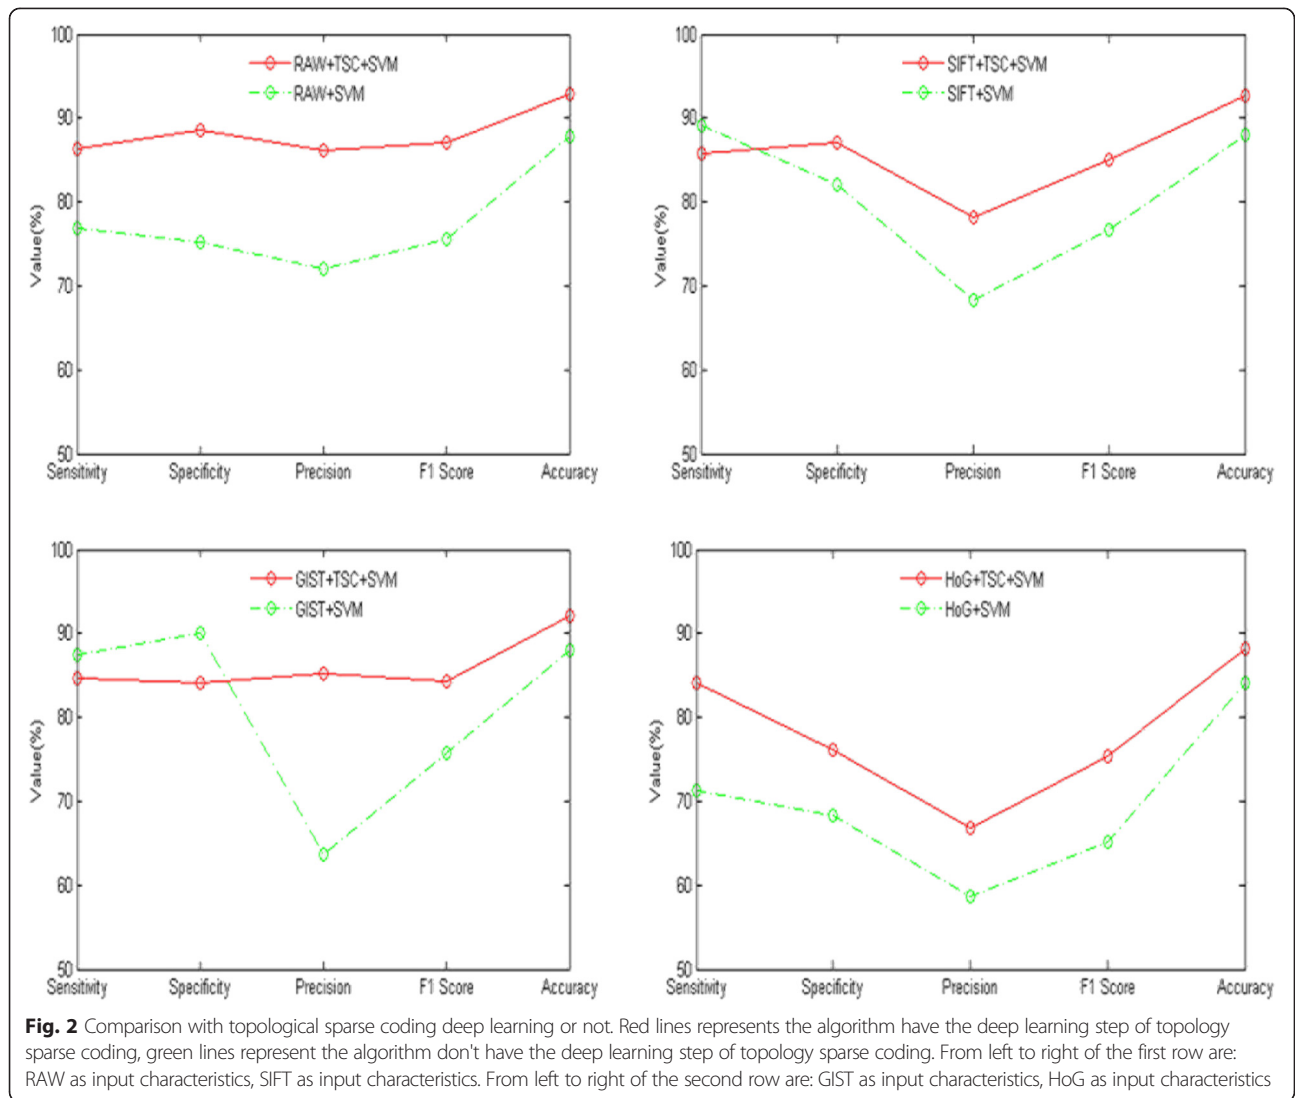 100
90
80
70
60
50
Value(%)
RAW+TSC+SVM
RAW+SVM
Sensitivity
Specificity
Precision
F1 Score
Accuracy
100
90
80
70
60
50
Value(%)
SIFT+TSC+SVM
SIFT+SVM
Sensitivity
Specificity
Precision
F1 Score
Accuracy
100
90
80
70
60
50
Value(%)
GIST+TSC+SVM
GIST+SVM
Sensitivity
Specificity
Precision
F1 Score
Accuracy
100
90
80
70
60
50
Value(%)
HoG+TSC+SVM
HoG+SVM
Sensitivity
Specificity
Precision
F1 Score
Accuracy
Fig. 2 Comparison with topological sparse coding deep learning or not. Red lines represents the algorithm have the deep learning step of topology
sparse coding, green lines represent the algorithm don't have the deep learning step of topology sparse coding. From left to right of the first row are:
RAW as input characteristics, SIFT as input characteristics. From left to right of the second row are: GIST as input characteristics, HoG as input characteristics